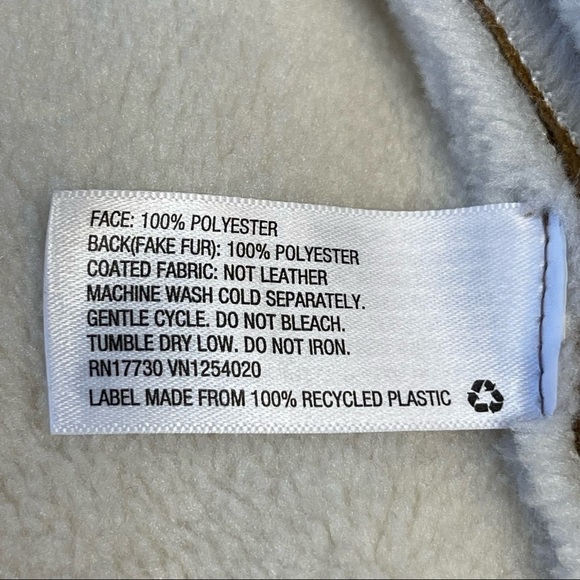 FACE: 100% POLYESTER
BACK(FAKE FUR): 100% POLYESTER
COATED FABRIC: NOT LEATHER
MACHINE WASH COLD SEPARATELY.
GENTLE CYCLE. DO NOT BLEACH.
TUMBLE DRY LOW. DO NOT IRON.
RN17730 VN1254020
LABEL MADE FROM 100% RECYCLED PLASTIC